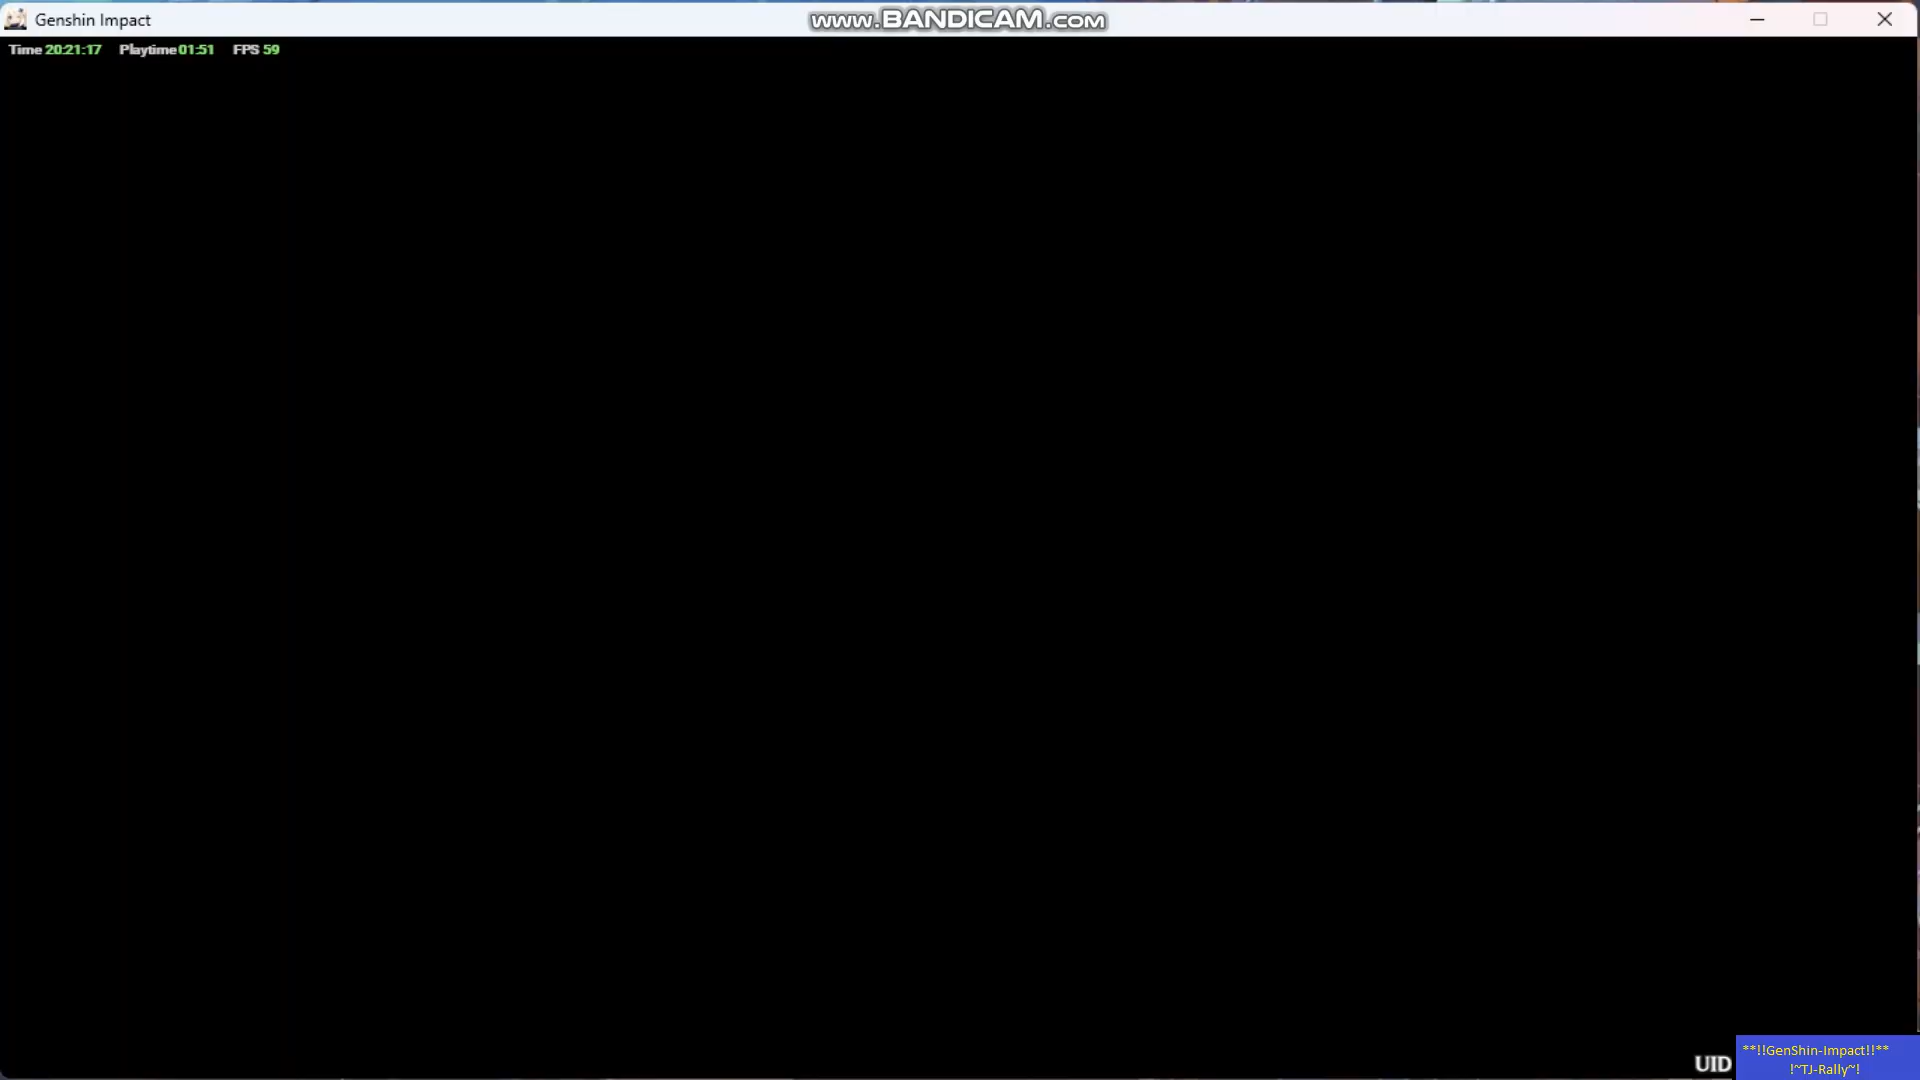 Genshin Impact
www.BANDICAM.com
Time 20:21:17 Playtime 01:51 FPS 59
UID
**!!GenShin-Impact!!**
!~TJ-Rally~!